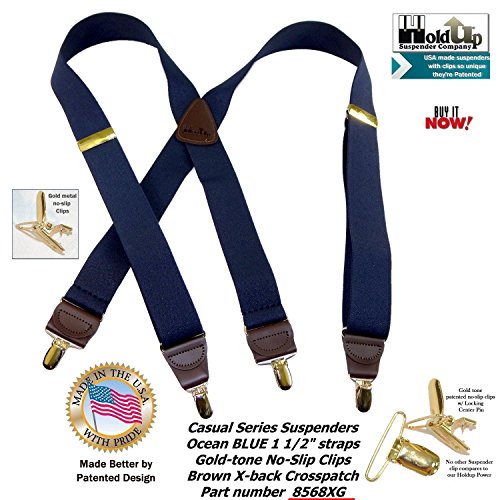 HoldUp
Suspender Company
USA made suspenders
with clips so unique
they're Patented
BUY IT
NOW!
Gold metal
no-slip
Clips
MADE IN THE U.S.A.
WITH PRIDE
Made Better by
Patented Design
Casual Series Suspenders
Ocean BLUE 1 1/2" straps
Gold-tone No-Slip Clips
Brown X-back Crosspatch
Part number 8568XG
Gold tone
patented no-slip clips
w/ Locking
Center Pin
No other Suspender
clip compares to
our Holdup Power